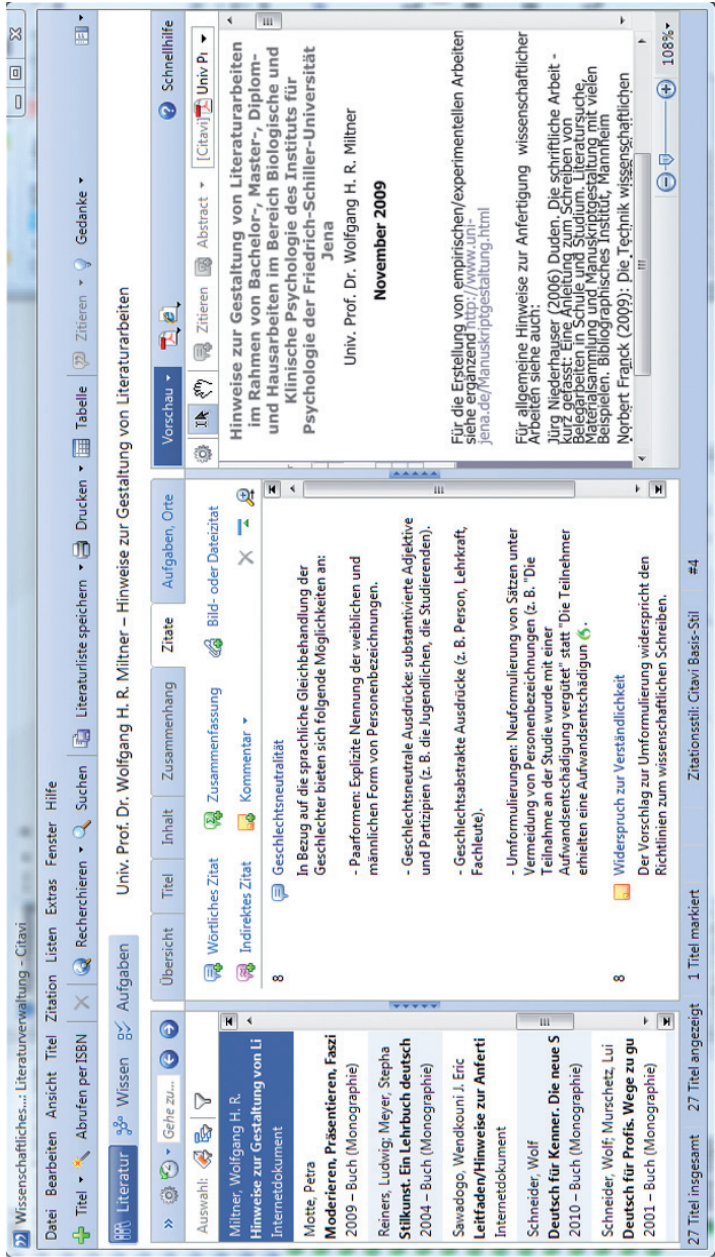 Wissenschaftliches...: Literaturverwaltung - Citavi
Datei Bearbeiten Ansicht Titel Zitation Listen Extras Fenster Hilfe
Titel Abrufen per ISBN Recherchieren Suchen Literaturliste speichern Drucken Tabelle Zitieren Gedanke
Literatur Wissen Aufgaben
Univ. Prof. Dr. Wolfgang H. R. Miltner – Hinweise zur Gestaltung von Literaturarbeiten
» Gehe zu...
Auswahl:
Miltner, Wolfgang H. R.
Hinweise zur Gestaltung von Li
Internetdokument
Motte, Petra
Moderieren, Präsentieren, Faszi
2009 – Buch (Monographie)
Reiners, Ludwig; Meyer, Stepha
Stilkunst. Ein Lehrbuch deutsch
2004 – Buch (Monographie)
Sawadogo, Wendkouni J. Eric
Leitfaden/Hinweise zur Anferti
Internetdokument
Schneider, Wolf
Deutsch für Kenner. Die neue S
2010 – Buch (Monographie)
Schneider, Wolf; Murschetz, Lui
Deutsch für Profis. Wege zu gu
2001 – Buch (Monographie)
Übersicht Titel Inhalt Zusammenhang Zitate Aufgaben, Orte
Wörtliches Zitat Zusammenfassung Bild- oder Dateizitat
Indirektes Zitat Kommentar
8 Geschlechtsneutralität
In Bezug auf die sprachliche Gleichbehandlung der
Geschlechter bieten sich folgende Möglichkeiten an:
- Paarformen: Explizite Nennung der weiblichen und
männlichen Form von Personenbezeichnungen.
- Geschlechtsneutrale Ausdrücke: substantivierte Adjektive
und Partizipien (z. B. die Jugendlichen, die Studierenden).
- Geschlechtsabstrakte Ausdrücke (z. B. Person, Lehrkraft,
Fachleute).
- Umformulierungen: Neuformulierung von Sätzen unter
Vermeidung von Personenbezeichnungen (z. B. "Die
Teilnahme an der Studie wurde mit einer
Aufwandsentschädigung vergütet" statt "Die Teilnehmer
erhielten eine Aufwandsentschädigun
8 Widerspruch zur Verständlichkeit
Der Vorschlag zur Umformulierung widerspricht den
Richtlinien zum wissenschaftlichen Schreiben.
Vorschau Schnellhilfe
Zitieren Abstract [Citavi] Univ Pr
Hinweise zur Gestaltung von Literaturarbeiten
im Rahmen von Bachelor-, Master-, Diplom-
und Hausarbeiten im Bereich Biologische und
Klinische Psychologie des Instituts für
Psychologie der Friedrich-Schiller-Universität
Jena
Univ. Prof. Dr. Wolfgang H. R. Miltner
November 2009
Für die Erstellung von empirischen/experimentellen Arbeiten
siehe ergänzend http://www.uni-
jena.de/Manuskriptgestaltung.html
Für allgemeine Hinweise zur Anfertigung wissenschaftlicher
Arbeiten siehe auch:
Jürg Niederhauser (2006) Duden. Die schriftliche Arbeit -
kurz gefasst: Eine Anleitung zum Schreiben von
Belegarbeiten in Schule und Studium. Literatursuche,
Materialsammlung und Manuskriptgestaltung mit vielen
Beispielen. Bibliographisches Institut, Mannheim
Norbert Franck (2009): Die Technik wissenschaftlichen
108%
27 Titel insgesamt 27 Titel angezeigt 1 Titel markiert Zitationsstil: Citavi Basis-Stil #4